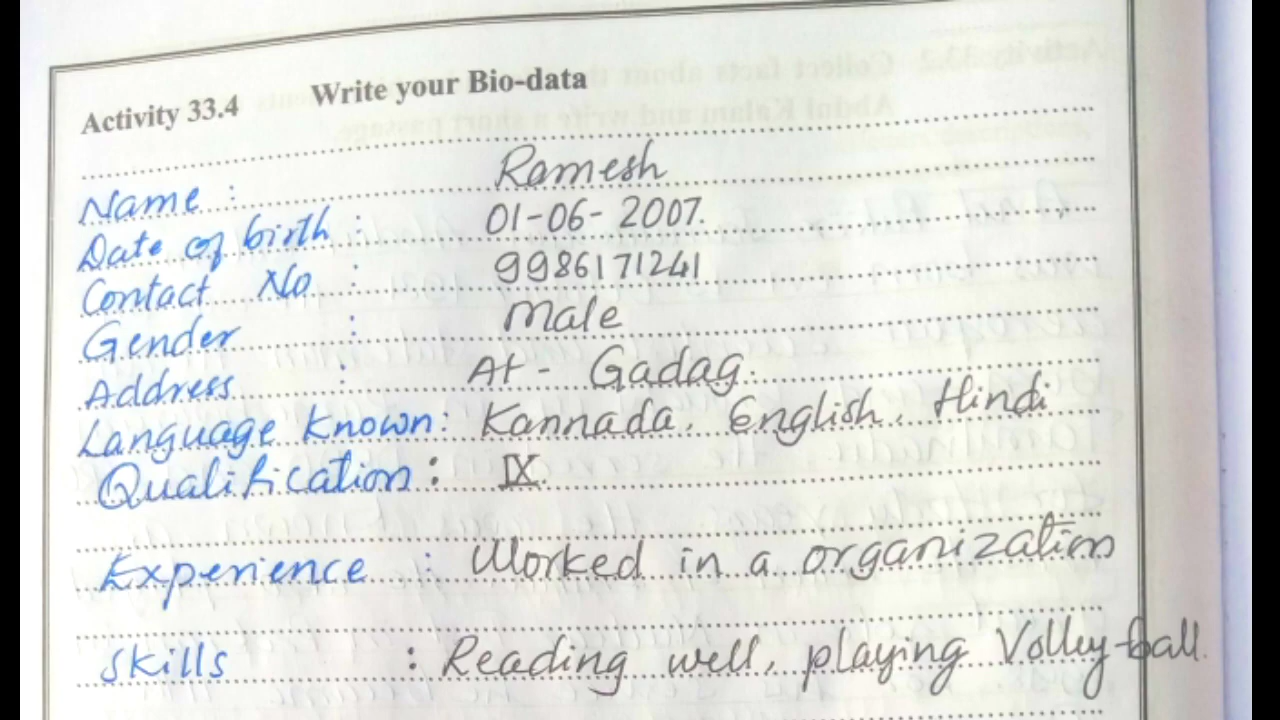 Activity 33.4 Write your Bio-data
Name : Ramesh
Date of birth : 01-06-2007.
Contact No : 9986171241
Gender : Male
Address : At - Gadag.
Language Known: Kannada, English, Hindi
Qualification : IX.
Experience : Worked in a organization
Skills : Reading well, playing Volley-ball.